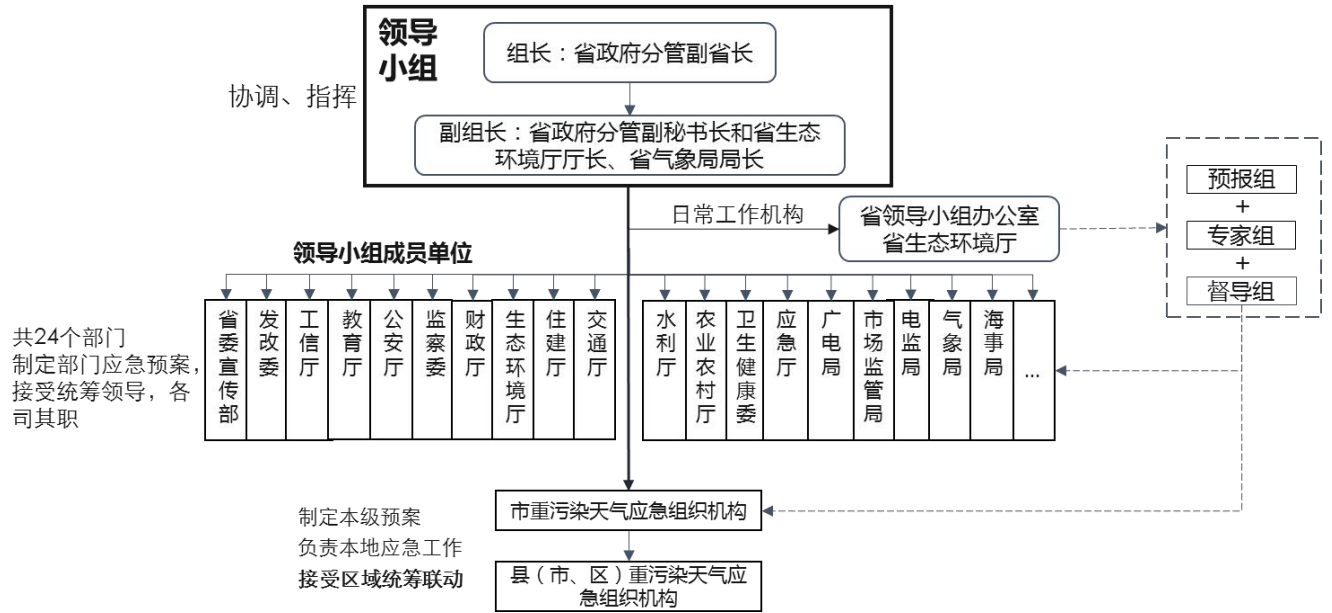 领导
小组
组长：省政府分管副省长
协调、指挥
副组长：省政府分管副秘书长和省生态
环境厅厅长、省气象局局长
日常工作机构
省领导小组办公室
省生态环境厅
预报组
+
专家组
+
督导组
领导小组成员单位
共24个部门
制定部门应急预案，
接受统筹领导，各
司其职
省委宣传部
发改委
工信厅
教育厅
公安厅
监察委
财政厅
生态环境厅
住建厅
交通厅
水利厅
农业农村厅
卫生健康委
应急厅
广电局
市场监管局
电监局
气象局
海事局
...
市重污染天气应急组织机构
制定本级预案
负责本地应急工作
接受区域统筹联动
县（市、区）重污染天气应
急组织机构